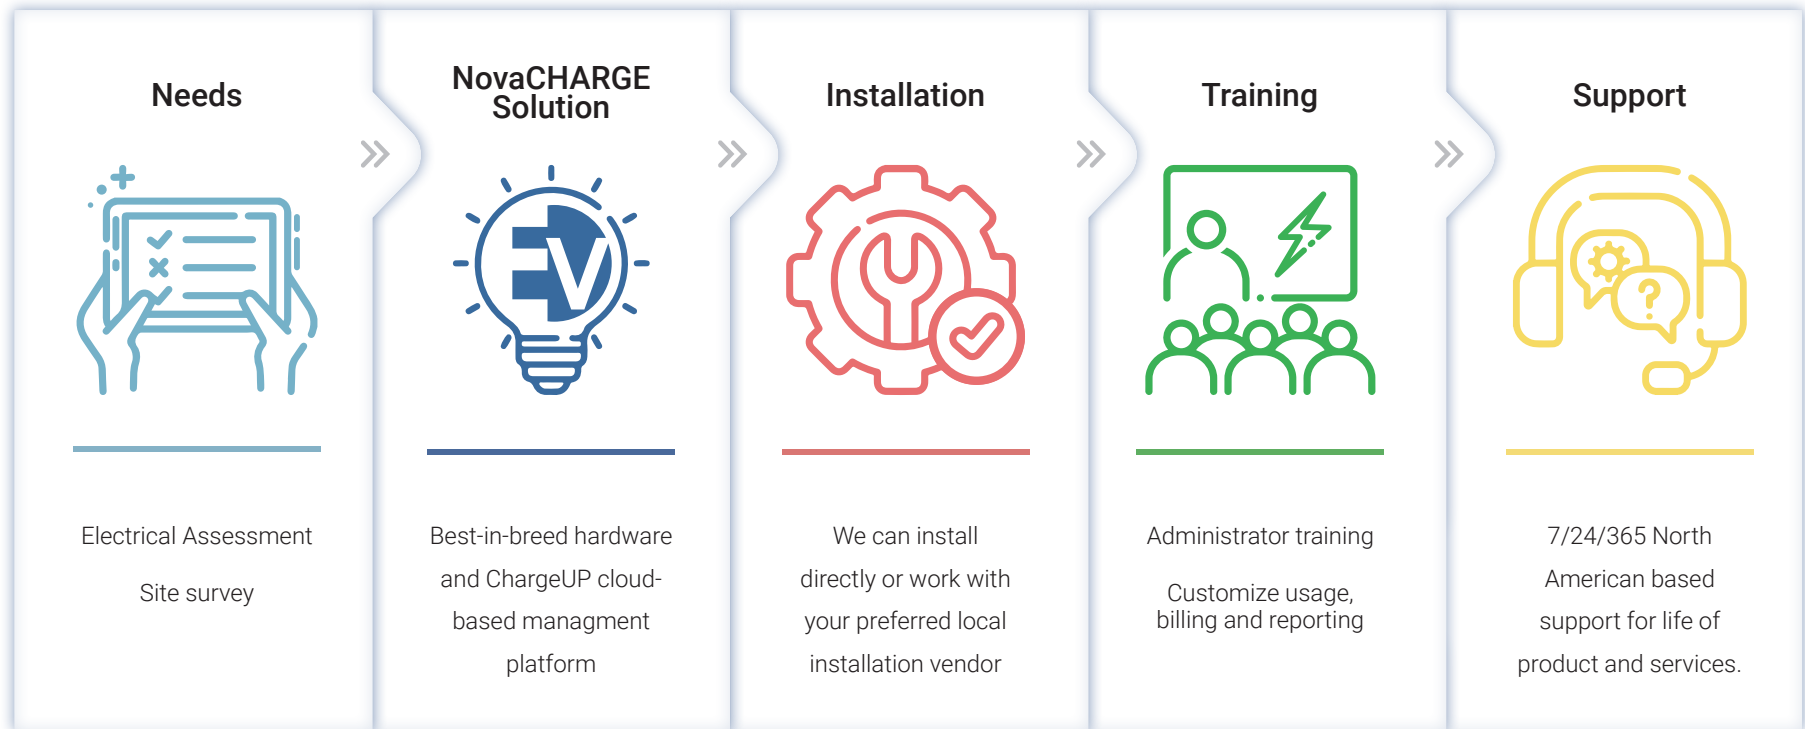 Needs
Electrical Assessment
Site survey
NovaCHARGE
Solution
EV
Best-in-breed hardware
and ChargeUP cloud-
based managment
platform
Installation
We can install
directly or work with
your preferred local
installation vendor
Training
Administrator training
Customize usage,
billing and reporting
Support
?
7/24/365 North
American based
support for life of
product and services.